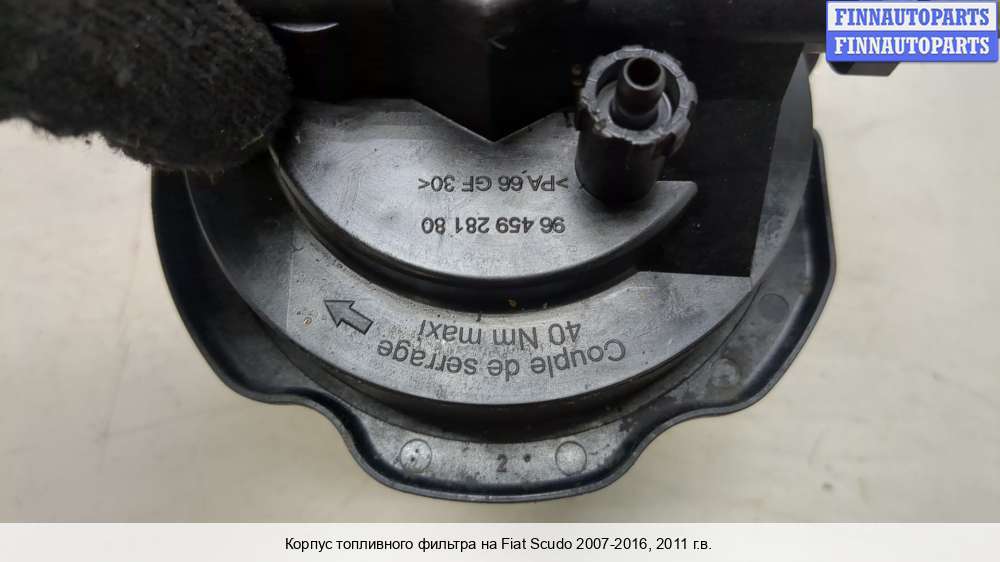 FINNAUTOPARTS
FINNAUTOPARTS
Couple de serrage
40 Nm maxi
96 459 281 80
>PA 66 GF 30<
2
Корпус топливного фильтра на Fiat Scudo 2007-2016, 2011 г.в.